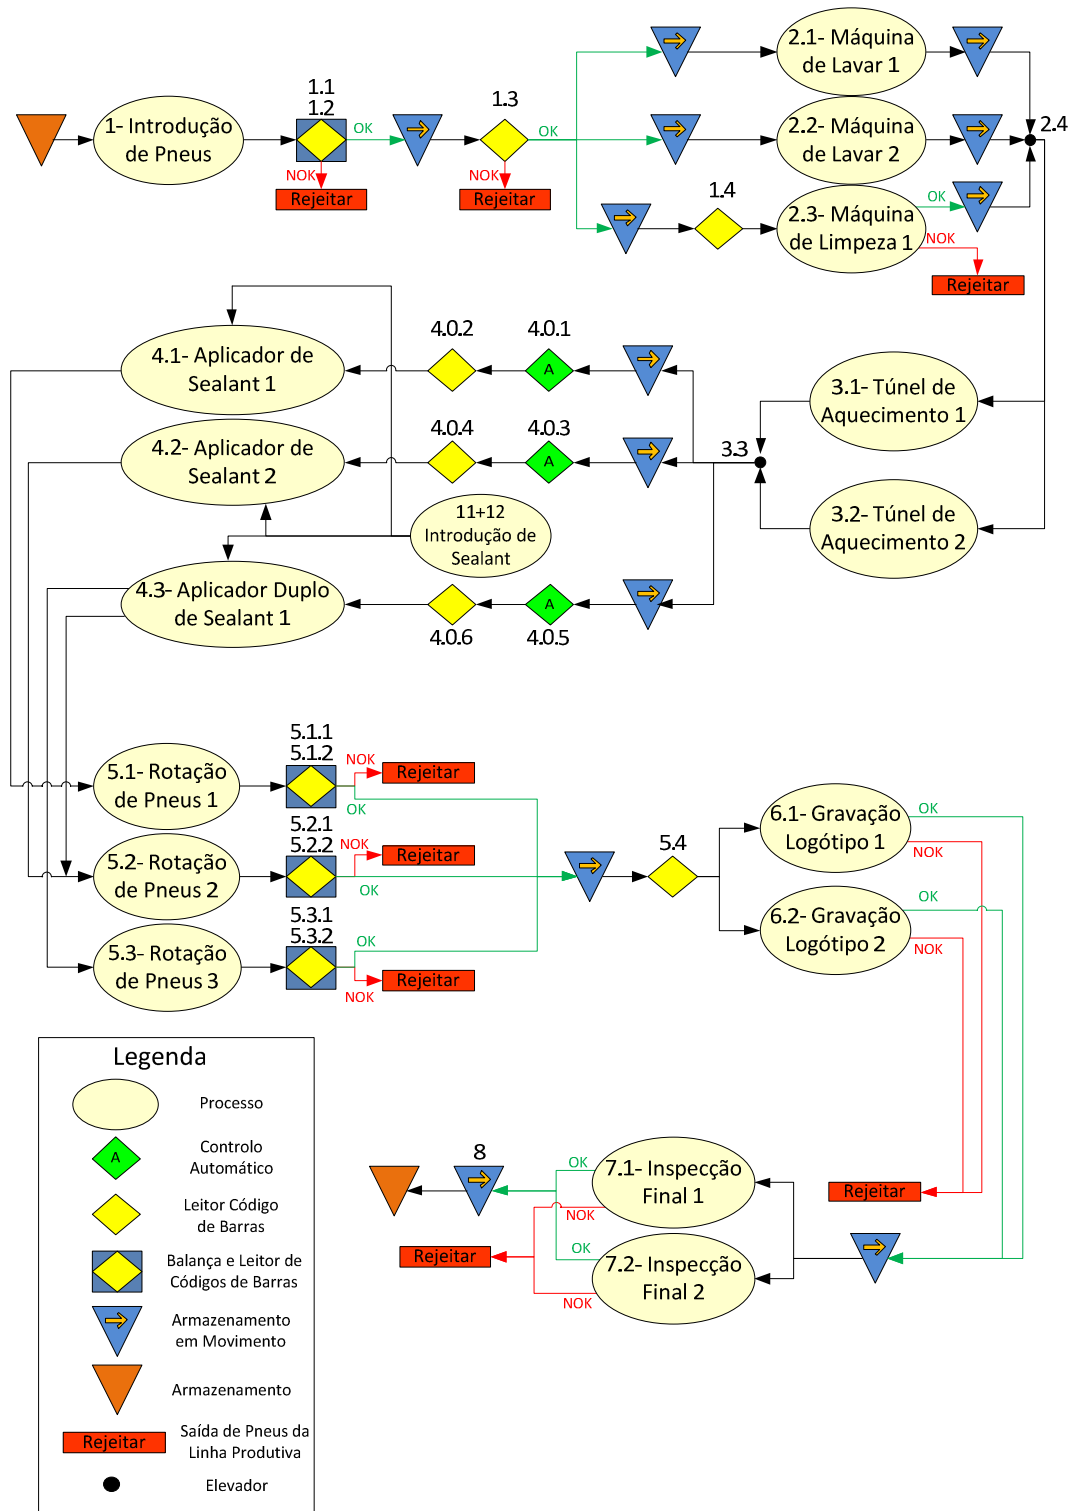 1- Introdução
de Pneus
1.1
1.2
OK
NOK
Rejeitar
1.3
OK
NOK
Rejeitar
2.1- Máquina
de Lavar 1
2.2- Máquina
de Lavar 2
2.4
1.4
2.3- Máquina
de Limpeza 1
OK
NOK
Rejeitar
4.1- Aplicador de
Sealant 1
4.0.2
4.0.1
3.1- Túnel de
Aquecimento 1
4.2- Aplicador de
Sealant 2
4.0.4
4.0.3
3.3
11+12
Introdução de
Sealant
3.2- Túnel de
Aquecimento 2
4.3- Aplicador Duplo
de Sealant 1
4.0.6
4.0.5
5.1- Rotação
de Pneus 1
5.1.1
5.1.2
NOK
Rejeitar
OK
5.2- Rotação
de Pneus 2
5.2.1
5.2.2
NOK
Rejeitar
OK
5.3- Rotação
de Pneus 3
5.3.1
5.3.2
OK
NOK
Rejeitar
5.4
6.1- Gravação
Logótipo 1
OK
NOK
6.2- Gravação
Logótipo 2
OK
NOK
Rejeitar
7.1- Inspecção
Final 1
OK
NOK
8
7.2- Inspecção
Final 2
OK
NOK
Rejeitar
Legenda
Processo
A
Controlo
Automático
Leitor Código
de Barras
Balança e Leitor de
Códigos de Barras
Armazenamento
em Movimento
Armazenamento
Rejeitar
Saída de Pneus da
Linha Produtiva
Elevador
A
A
A